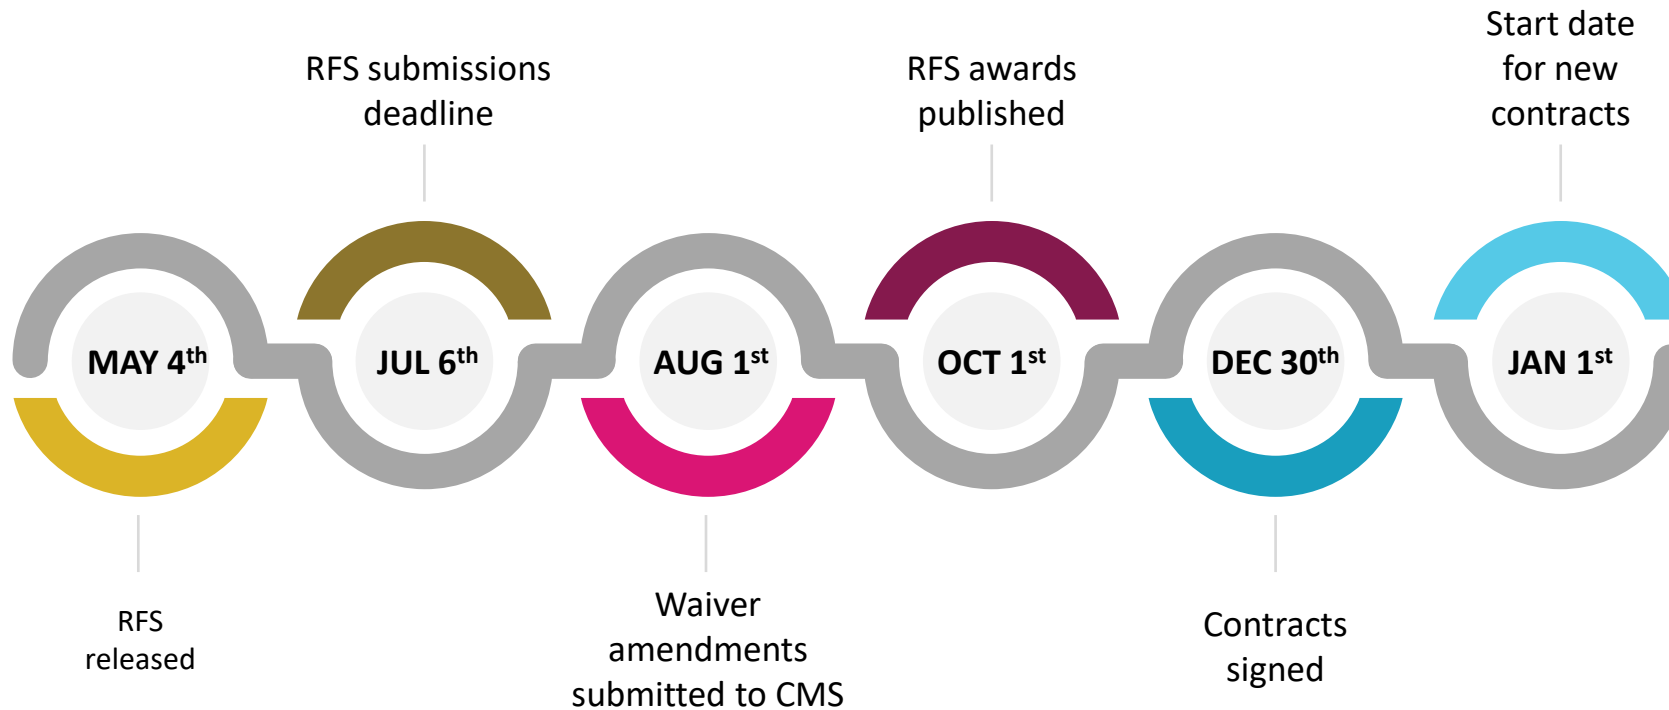 RFS submissions
deadline
RFS awards
published
Start date
for new
contracts
MAY 4th
JUL 6th
AUG 1st
OCT 1st
DEC 30th
JAN 1st
RFS
released
Waiver
amendments
submitted to CMS
Contracts
signed